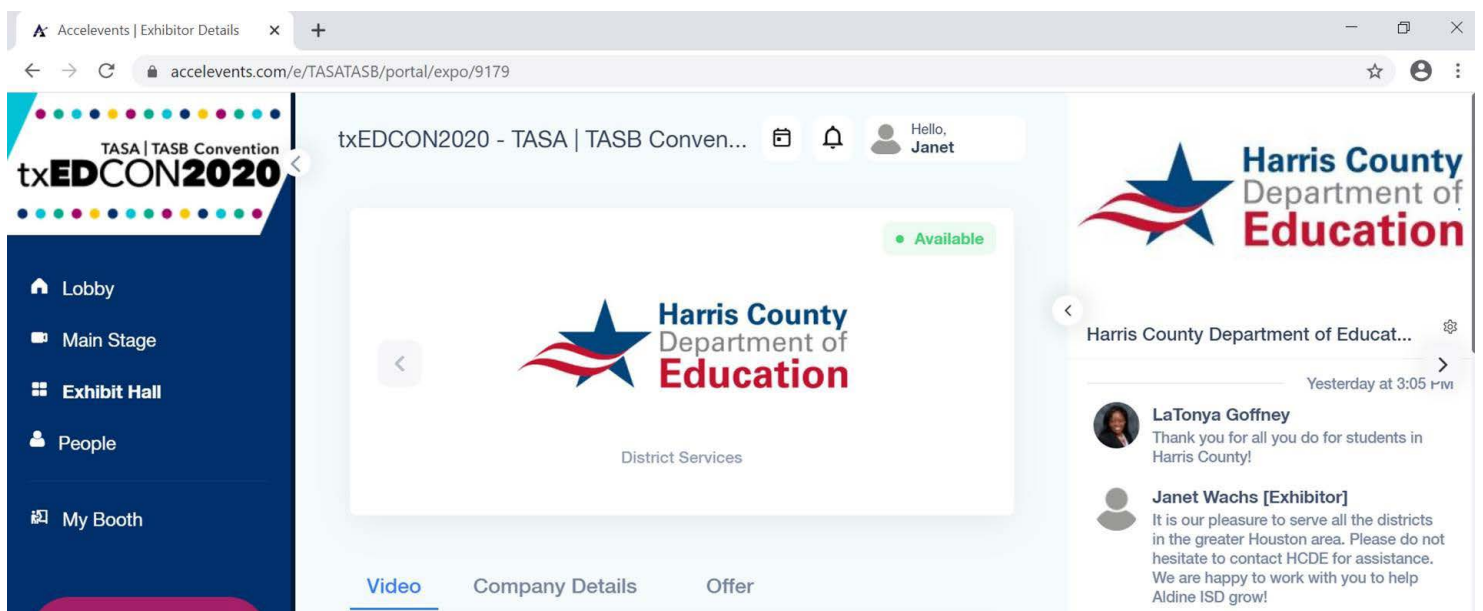 Accelevents | Exhibitor Details
accelevents.com/e/TASATASB/portal/expo/9179
TASA | TASB Convention
txEDCON2020
Lobby
Main Stage
Exhibit Hall
People
My Booth
txEDCON2020 - TASA | TASB Conven...
Hello,
Janet
Available
Harris County
Department of
Education
District Services
Video
Company Details
Offer
Harris County
Department of
Education
Harris County Department of Educat...
Yesterday at 3:05 PM
LaTonya Goffney
Thank you for all you do for students in
Harris County!
Janet Wachs [Exhibitor]
It is our pleasure to serve all the districts
in the greater Houston area. Please do not
hesitate to contact HCDE for assistance.
We are happy to work with you to help
Aldine ISD grow!